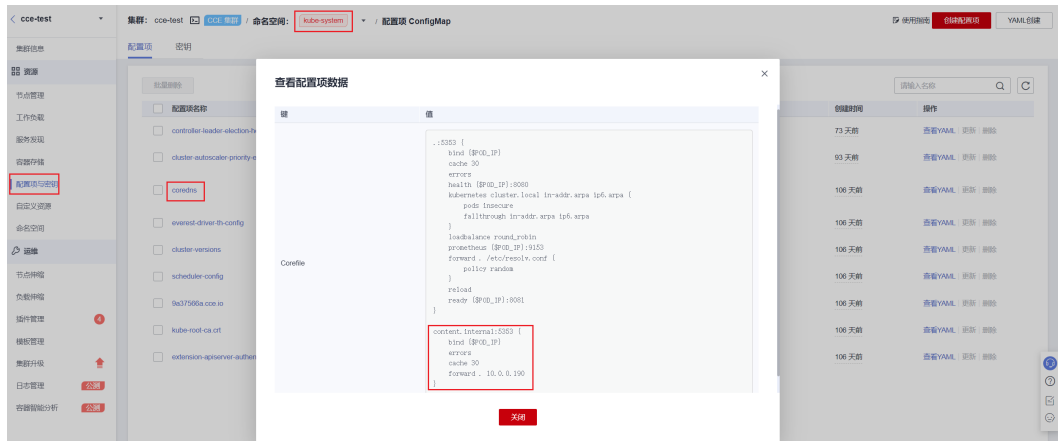 cce-test
集群： cce-test CCE 集群 / 命名空间： kube-system / 配置项 ConfigMap
使用指南 创建配置项 YAML创建
集群信息
资源
节点管理
工作负载
服务发现
容器存储
配置项与密钥
自定义资源
命名空间
运维
节点伸缩
负载伸缩
插件管理 4
模板管理
集群升级
日志管理 公测
容器智能分析 公测
配置项 密钥
批量删除 请输入名称
配置项名称 创建时间 操作
controller-leader-election-h 73 天前 查看YAML 更新 删除
cluster-autoscaler-priority-e 93 天前 查看YAML 更新 删除
coredns 106 天前 查看YAML 更新 删除
everest-driver-th-config 106 天前 查看YAML 更新 删除
cluster-versions 106 天前 查看YAML 更新 删除
scheduler-config 106 天前 查看YAML 更新 删除
9a37566a.cce.io 106 天前 查看YAML 更新 删除
kube-root-ca.crt 106 天前 查看YAML 更新 删除
extension-apiserver-authen 106 天前 查看YAML 更新 删除
查看配置项数据
键 值
Corefile
.:5353 {
bind {$POD_IP}
cache 30
errors
health {$POD_IP}:8080
kubernetes cluster.local in-addr.arpa ip6.arpa {
pods insecure
fallthrough in-addr.arpa ip6.arpa
}
loadbalance round_robin
prometheus {$POD_IP}:9153
forward . /etc/resolv.conf {
policy random
}
reload
ready {$POD_IP}:8081
}
content.internal:5353 {
bind {$POD_IP}
errors
cache 30
forward . 10.0.0.190
}
关闭